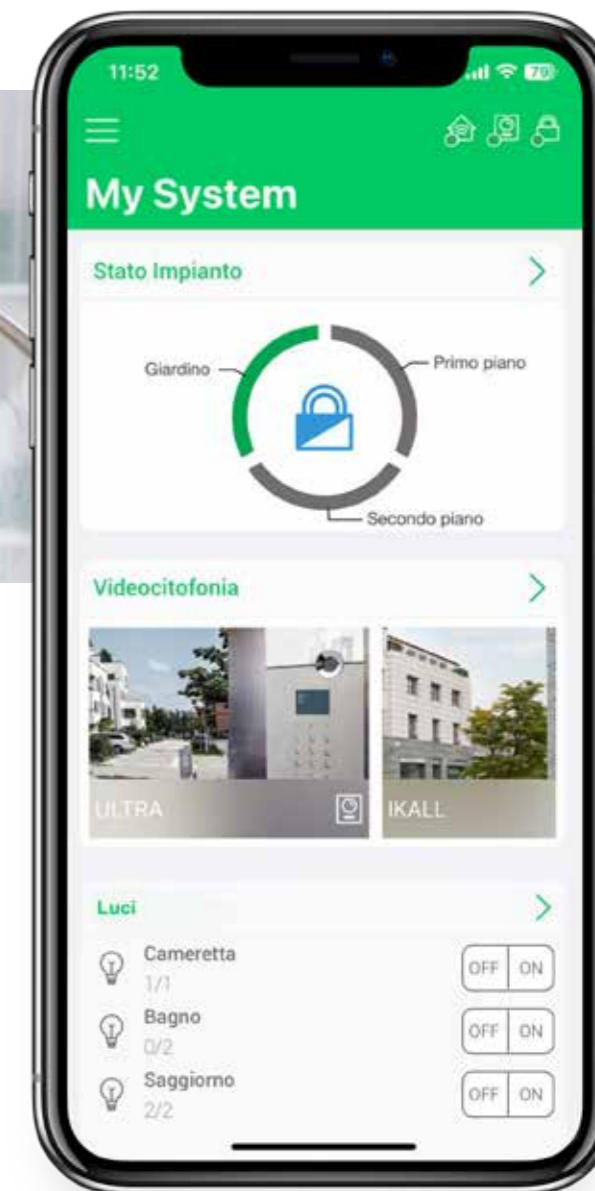 11:52
79
My System
Stato Impianto
Giardino
Primo piano
Secondo piano
Videocitofonia
ULTRA
IKALL
Luci
Cameretta
1/1
OFF ON
Bagno
0/2
OFF ON
Saggiorno
2/2
OFF ON